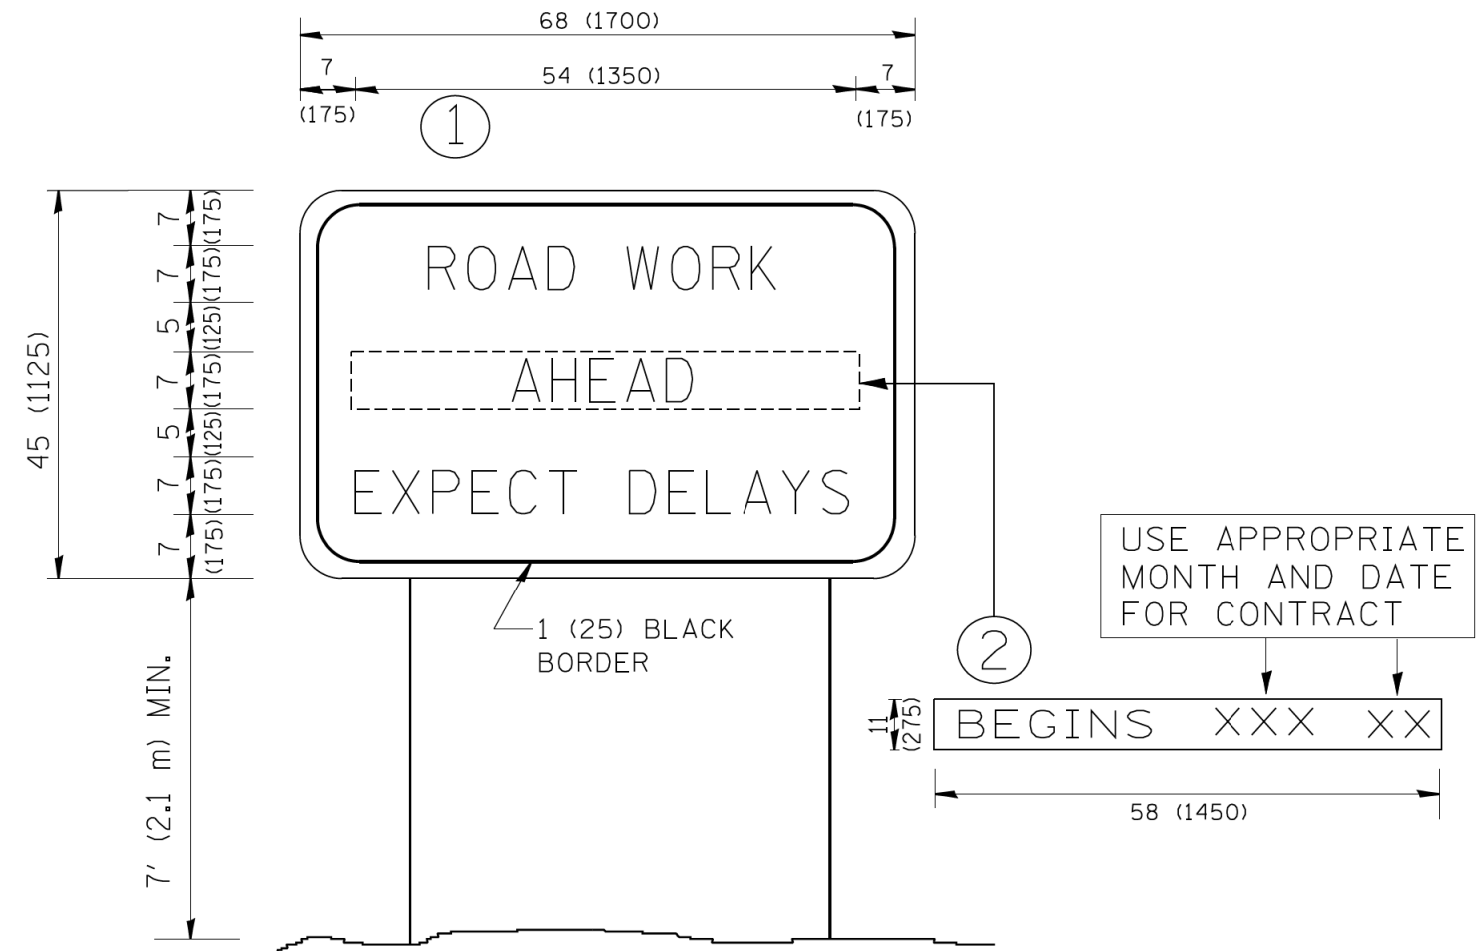 68 (1700)
7 54 (1350) 7
(175) (175)
1
7 (175)
7 (175)
5 (125)
7 (175)
5 (125)
7 (175)
7 (175)
45 (1125)
7' (2.1 m) MIN.
ROAD WORK
AHEAD
EXPECT DELAYS
1 (25) BLACK
BORDER
2
USE APPROPRIATE
MONTH AND DATE
FOR CONTRACT
11
(275)
BEGINS XXX XX
58 (1450)